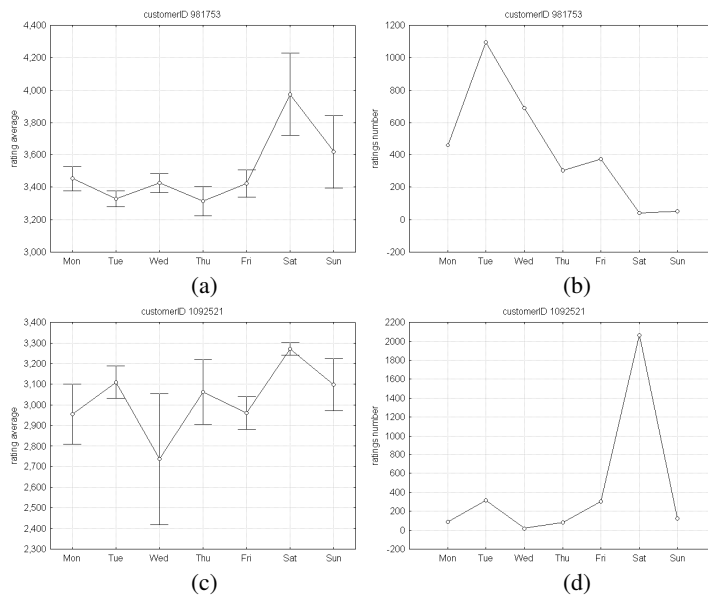 customerID 981753
rating average
4,400
4,200
4,000
3,800
3,600
3,400
3,200
3,000
Mon Tue Wed Thu Fri Sat Sun
(a)
customerID 981753
ratings number
1200
1000
800
600
400
200
0
-200
Mon Tue Wed Thu Fri Sat Sun
(b)
customerID 1092521
rating average
3,400
3,300
3,200
3,100
3,000
2,900
2,800
2,700
2,600
2,500
2,400
2,300
Mon Tue Wed Thu Fri Sat Sun
(c)
customerID 1092521
ratings number
2200
2000
1800
1600
1400
1200
1000
800
600
400
200
0
-200
Mon Tue Wed Thu Fri Sat Sun
(d)